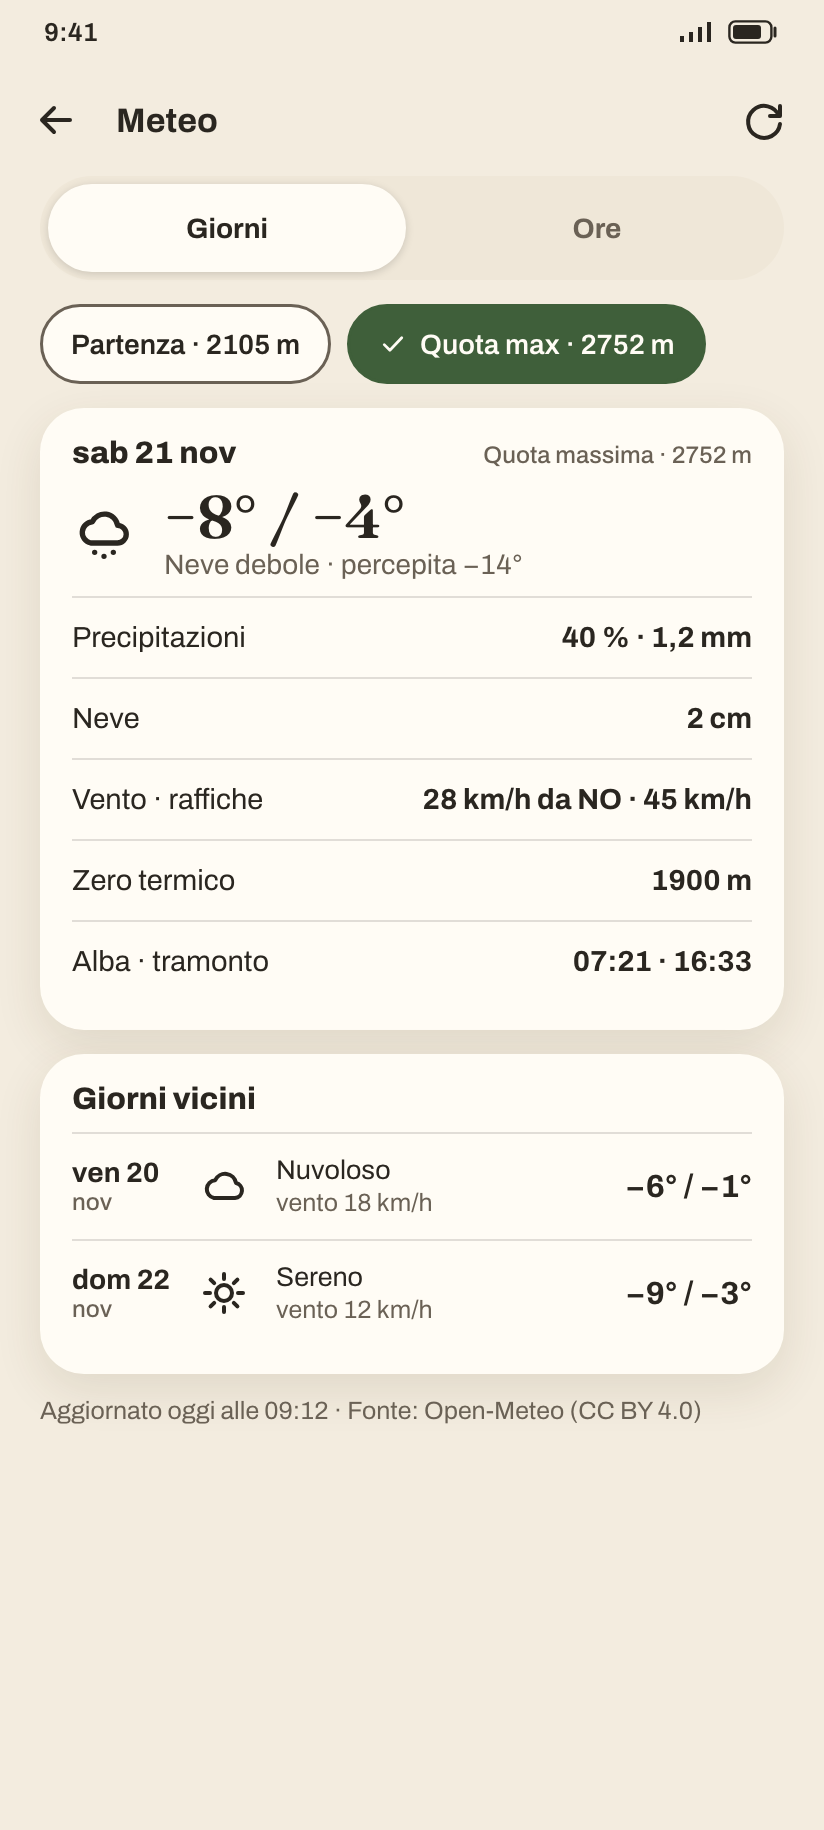 9:41
Meteo
Giorni Ore
Partenza · 2105 m Quota max · 2752 m
sab 21 nov Quota massima · 2752 m
−8° / −4°
Neve debole · percepita −14°
Precipitazioni 40 % · 1,2 mm
Neve 2 cm
Vento · raffiche 28 km/h da NO · 45 km/h
Zero termico 1900 m
Alba · tramonto 07:21 · 16:33
Giorni vicini
ven 20 Nuvoloso −6° / −1°
nov vento 18 km/h
dom 22 Sereno −9° / −3°
nov vento 12 km/h
Aggiornato oggi alle 09:12 · Fonte: Open-Meteo (CC BY 4.0)